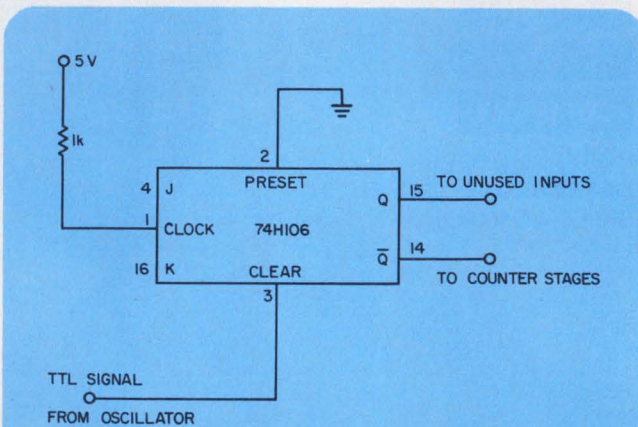 5 V
1k
2
4 J PRESET Q 15 TO UNUSED INPUTS
1 CLOCK 74H106
16 K CLEAR Q̅ 14 TO COUNTER STAGES
3
TTL SIGNAL
FROM OSCILLATOR